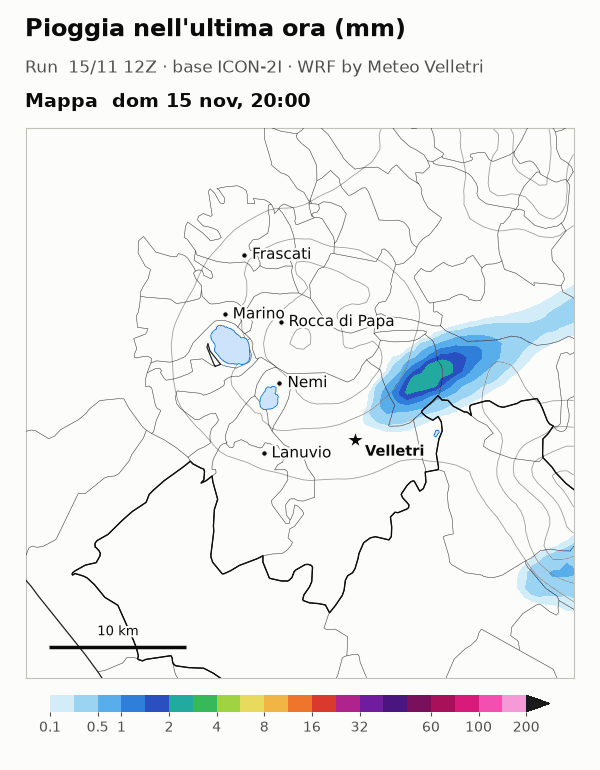 Pioggia nell'ultima ora (mm)
Run  15/11 12Z · base ICON-2I · WRF by Meteo Velletri
Mappa  dom 15 nov, 20:00
Frascati
Marino
Rocca di Papa
Nemi
Lanuvio
Velletri
10 km
0.1 0.5 1 2 4 8 16 32 60 100 200